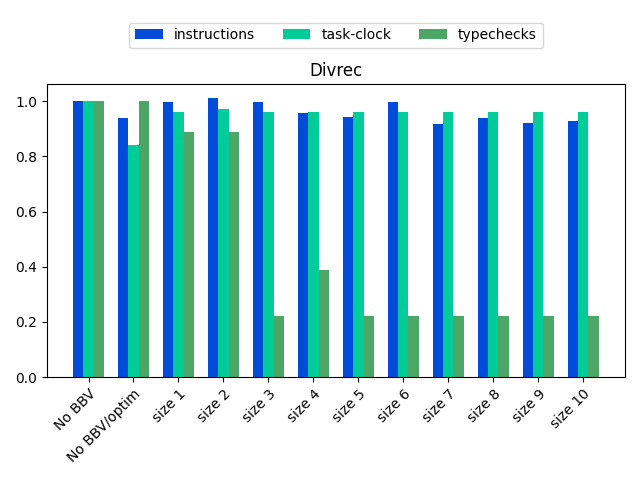 instructions task-clock typechecks
Divrec
1.0
0.8
0.6
0.4
0.2
0.0
No BBV
No BBV/optim
size 1
size 2
size 3
size 4
size 5
size 6
size 7
size 8
size 9
size 10